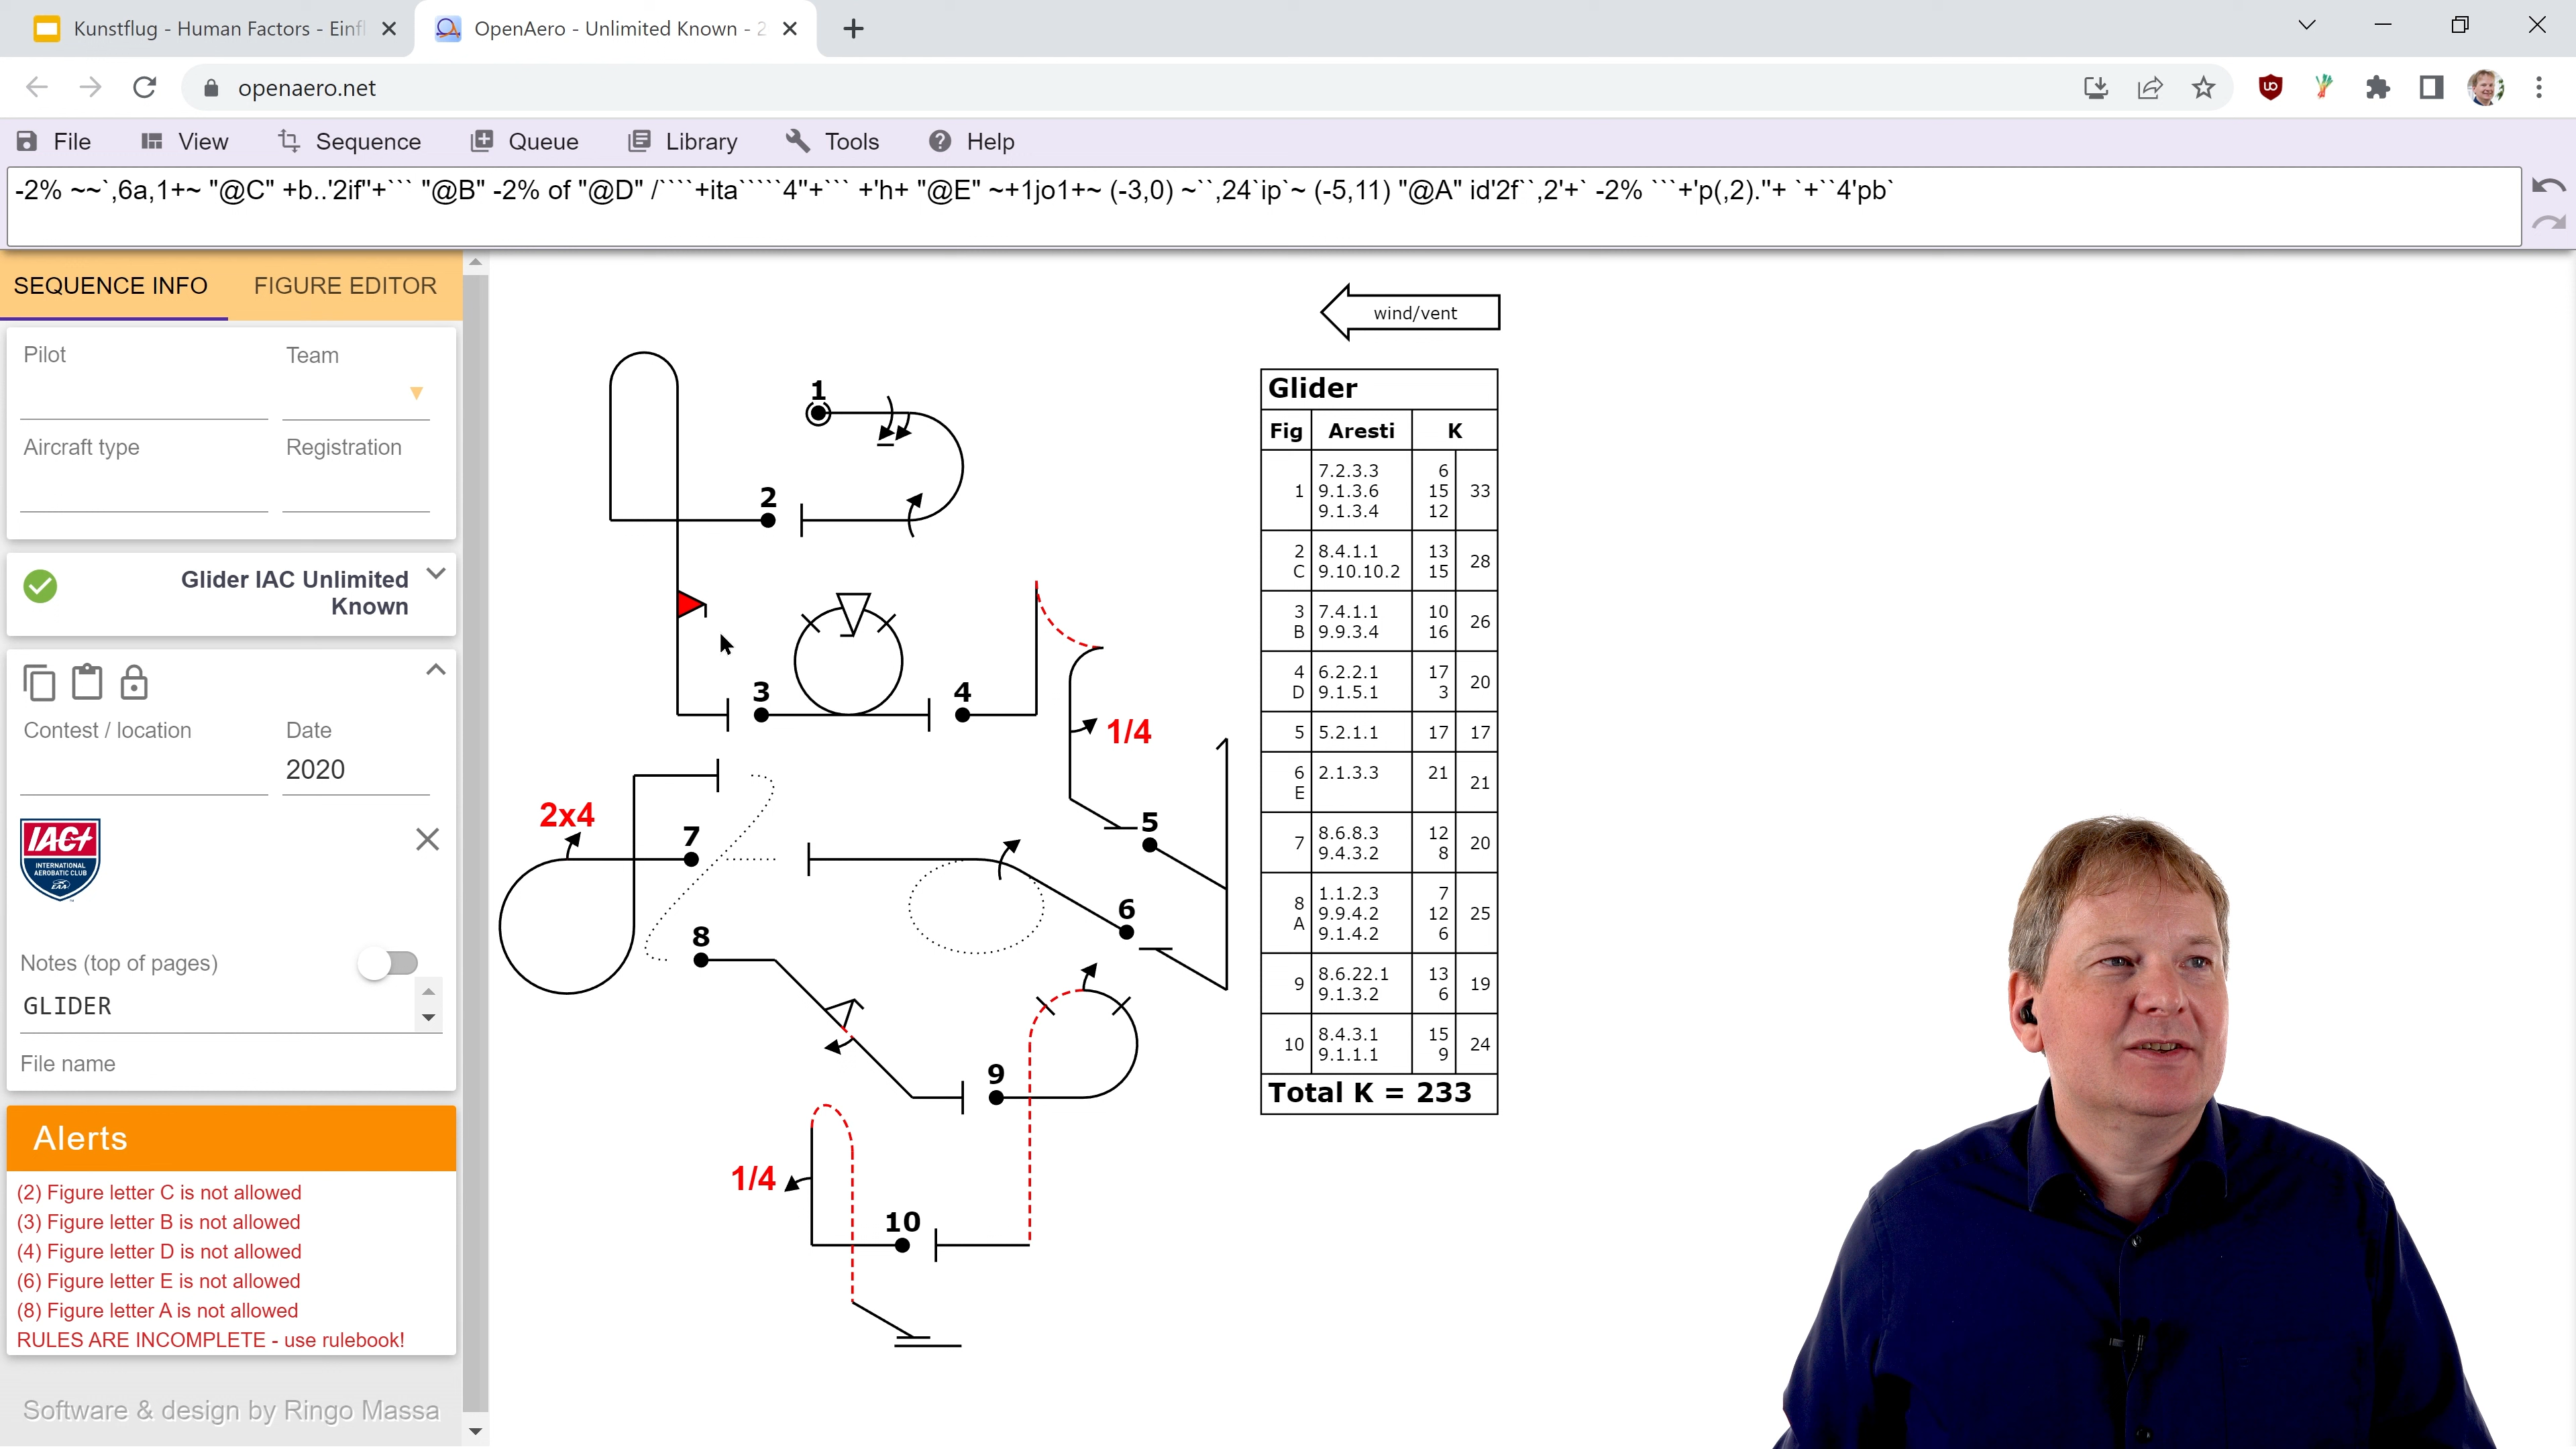 Kunstflug - Human Factors - Einfl
OpenAero - Unlimited Known - 2
openaero.net
File View Sequence Queue Library Tools Help
-2% ~~`,6a,1+~ "@C" +b..'2if"+``` "@B" -2% of "@D" /````+ita`````4"+``` +'h+ "@E" ~+1jo1+~ (-3,0) ~``,24`ip`~ (-5,11) "@A" id'2f``,2'+` -2% ```+'p(,2)."+ `+``4'pb`
SEQUENCE INFO FIGURE EDITOR
Pilot Team
Aircraft type Registration
Glider IAC Unlimited
Known
Contest / location Date
2020
IAC
INTERNATIONAL
AEROBATIC CLUB
EAA
Notes (top of pages)
GLIDER
File name
Alerts
(2) Figure letter C is not allowed
(3) Figure letter B is not allowed
(4) Figure letter D is not allowed
(6) Figure letter E is not allowed
(8) Figure letter A is not allowed
RULES ARE INCOMPLETE - use rulebook!
Software & design by Ringo Massa
wind/vent
1
2
3
4
1/4
5
2x4
7
6
8
9
1/4
10
Glider
Fig Aresti K
1 7.2.3.3 6 33
9.1.3.6 15
9.1.3.4 12
2 8.4.1.1 13 28
C 9.10.10.2 15
3 7.4.1.1 10 26
B 9.9.3.4 16
4 6.2.2.1 17 20
D 9.1.5.1 3
5 5.2.1.1 17 17
6 2.1.3.3 21 21
E
7 8.6.8.3 12 20
9.4.3.2 8
8 1.1.2.3 7 25
A 9.9.4.2 12
9.1.4.2 6
9 8.6.22.1 13 19
9.1.3.2 6
10 8.4.3.1 15 24
9.1.1.1 9
Total K = 233